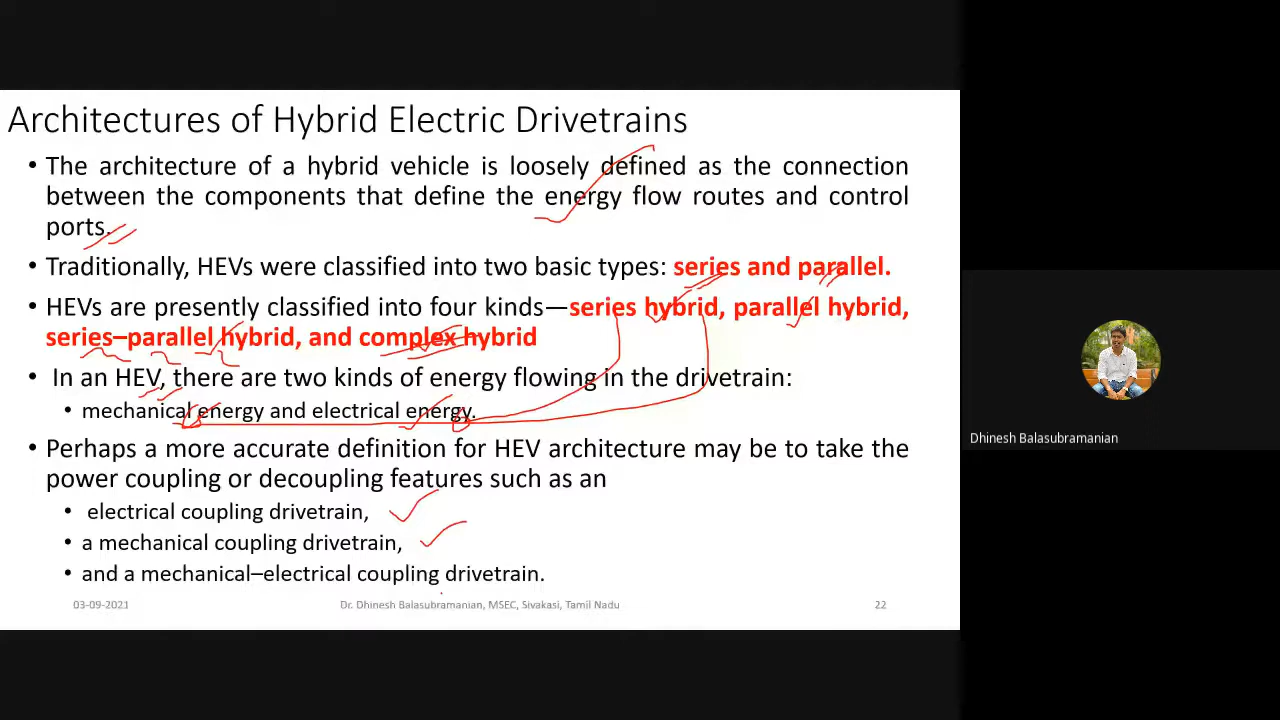 Architectures of Hybrid Electric Drivetrains
• The architecture of a hybrid vehicle is loosely defined as the connection
between the components that define the energy flow routes and control
ports.
• Traditionally, HEVs were classified into two basic types: series and parallel.
• HEVs are presently classified into four kinds—series hybrid, parallel hybrid,
series–parallel hybrid, and complex hybrid
• In an HEV, there are two kinds of energy flowing in the drivetrain:
• mechanical energy and electrical energy.
• Perhaps a more accurate definition for HEV architecture may be to take the
power coupling or decoupling features such as an
• electrical coupling drivetrain,
• a mechanical coupling drivetrain,
• and a mechanical–electrical coupling drivetrain.
03-09-2021 Dr. Dhinesh Balasubramanian, MSEC, Sivakasi, Tamil Nadu 22
Dhinesh Balasubramanian